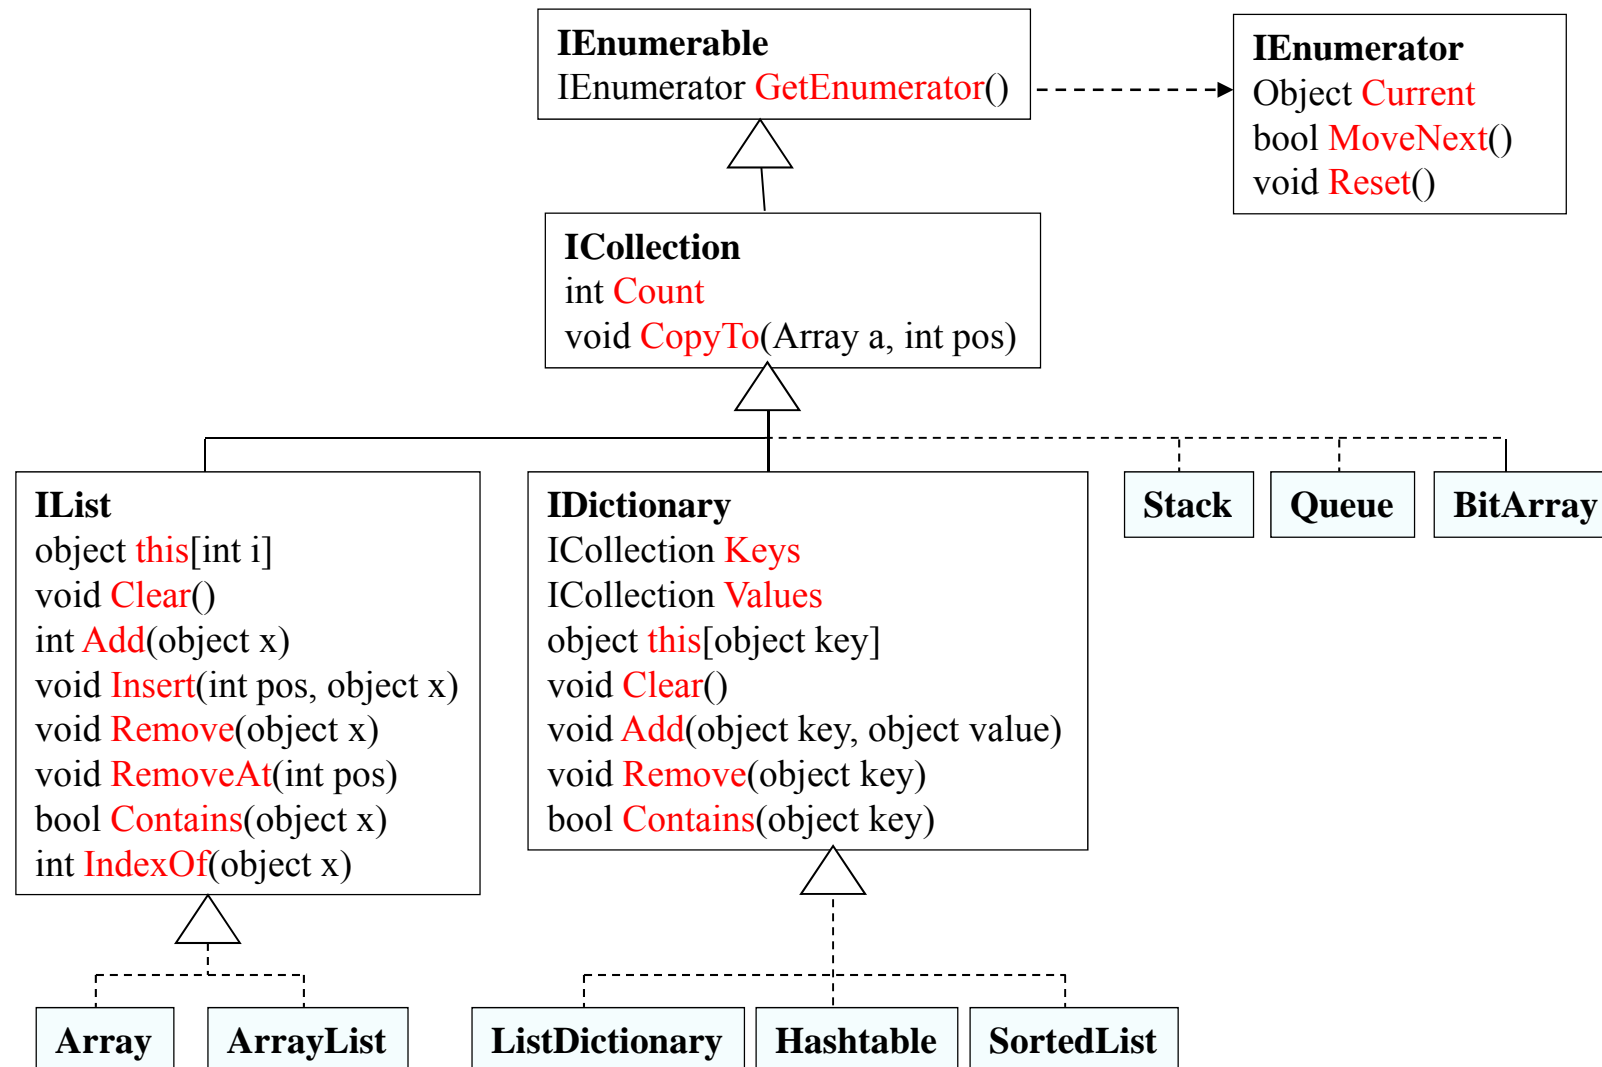 IEnumerable
IEnumerator GetEnumerator()
IEnumerator
Object Current
bool MoveNext()
void Reset()
ICollection
int Count
void CopyTo(Array a, int pos)
IList
object this[int i]
void Clear()
int Add(object x)
void Insert(int pos, object x)
void Remove(object x)
void RemoveAt(int pos)
bool Contains(object x)
int IndexOf(object x)
IDictionary
ICollection Keys
ICollection Values
object this[object key]
void Clear()
void Add(object key, object value)
void Remove(object key)
bool Contains(object key)
Stack
Queue
BitArray
Array
ArrayList
ListDictionary
Hashtable
SortedList